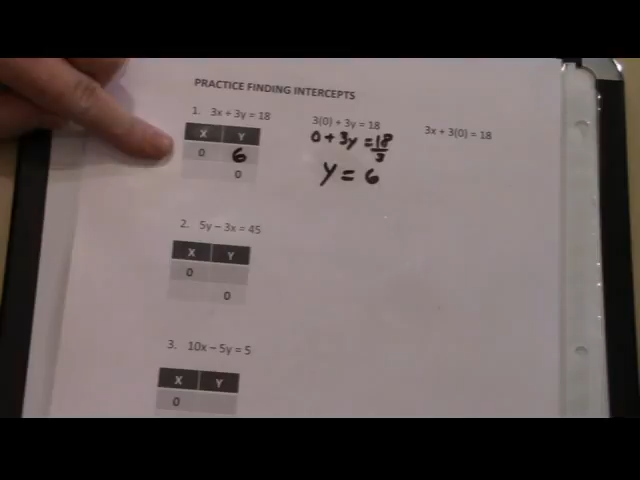 PRACTICE FINDING INTERCEPTS
1. 3x + 3y = 18
X Y
0 6
0
3(0) + 3y = 18
0 + 3y = 18
3
y = 6
3x + 3(0) = 18
2. 5y – 3x = 45
X Y
0
0
3. 10x – 5y = 5
X Y
0